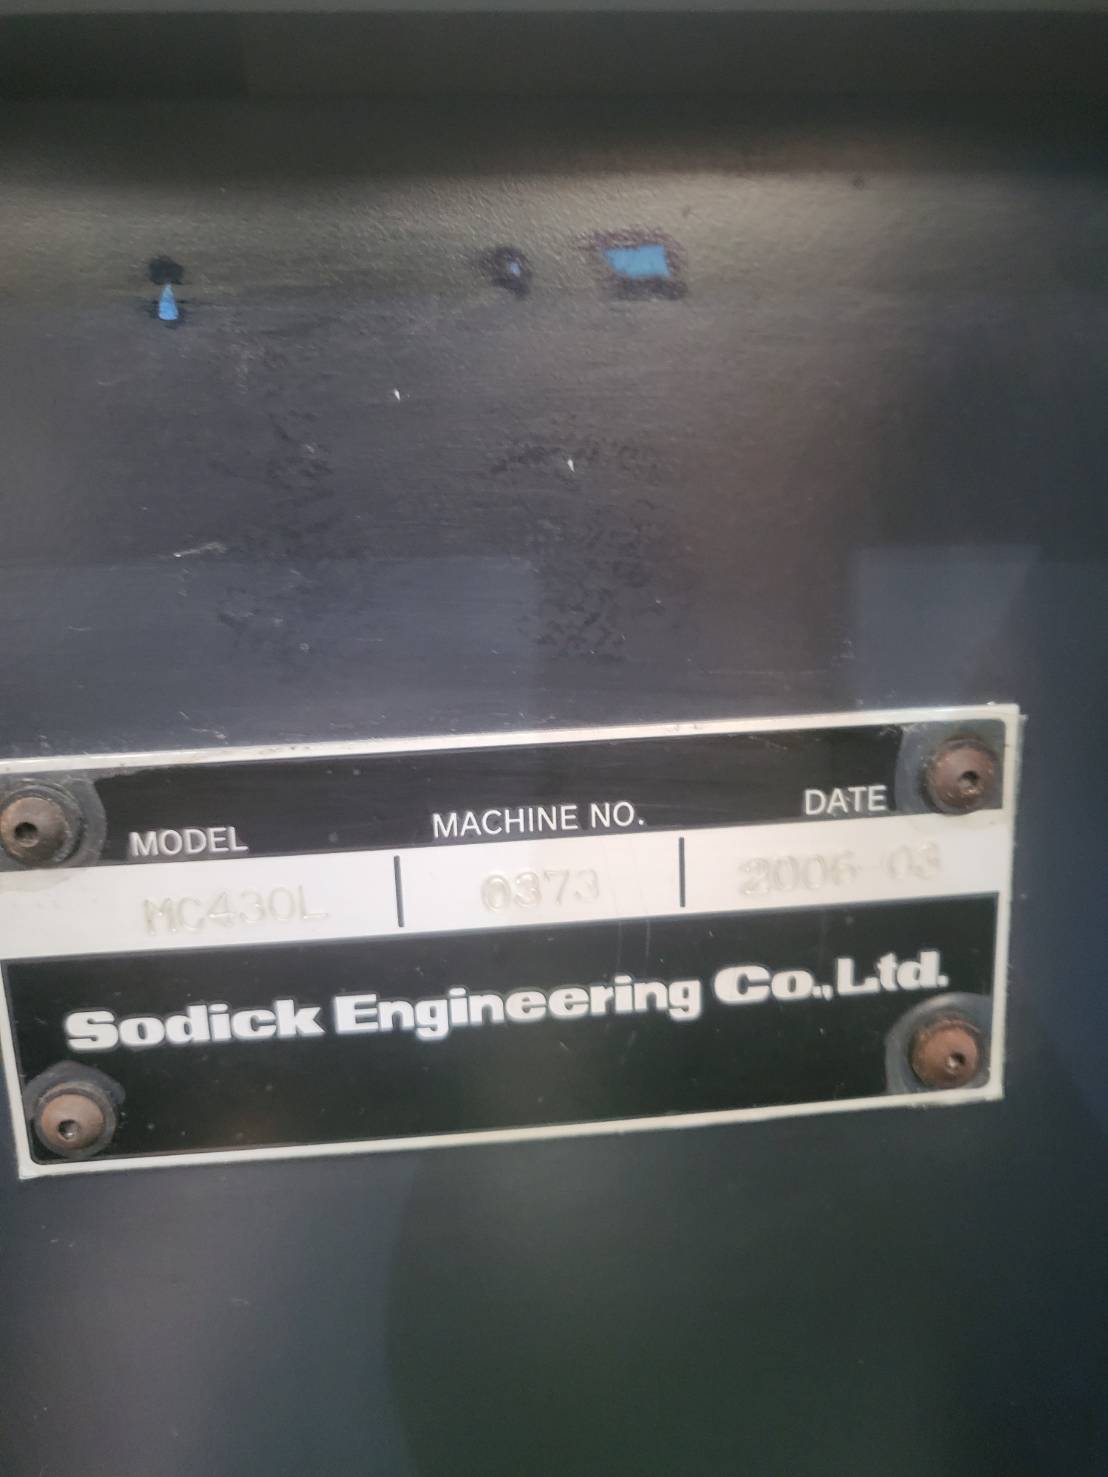 MODEL MACHINE NO. DATE
MC430L 0373 2006-03
Sodick Engineering Co.,Ltd.